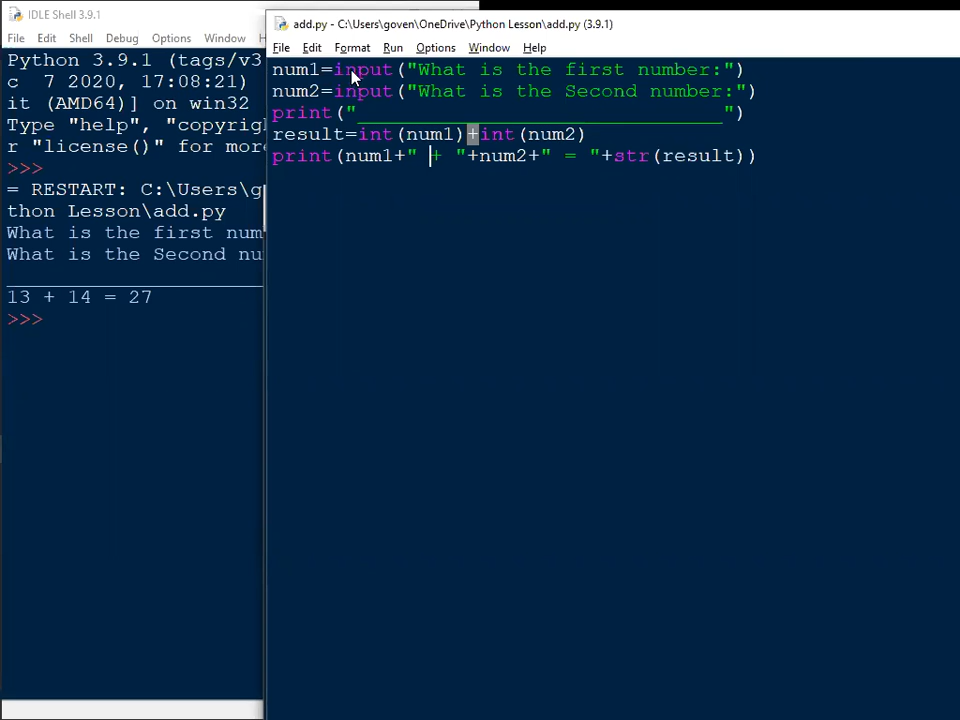 IDLE Shell 3.9.1
File Edit Shell Debug Options Window
Python 3.9.1 (tags/v3
c 7 2020, 17:08:21)
it (AMD64)] on win32
Type "help", "copyrig
r "license()" for more
>>>
= RESTART: C:\Users\g
thon Lesson\add.py
What is the first num
What is the Second nu
13 + 14 = 27
>>>
add.py - C:\Users\goven\OneDrive\Python Lesson\add.py (3.9.1)
File Edit Format Run Options Window Help
num1=input("What is the first number:")
num2=input("What is the Second number:")
print("______________________________")
result=int(num1)+int(num2)
print(num1+" + "+num2+" = "+str(result))